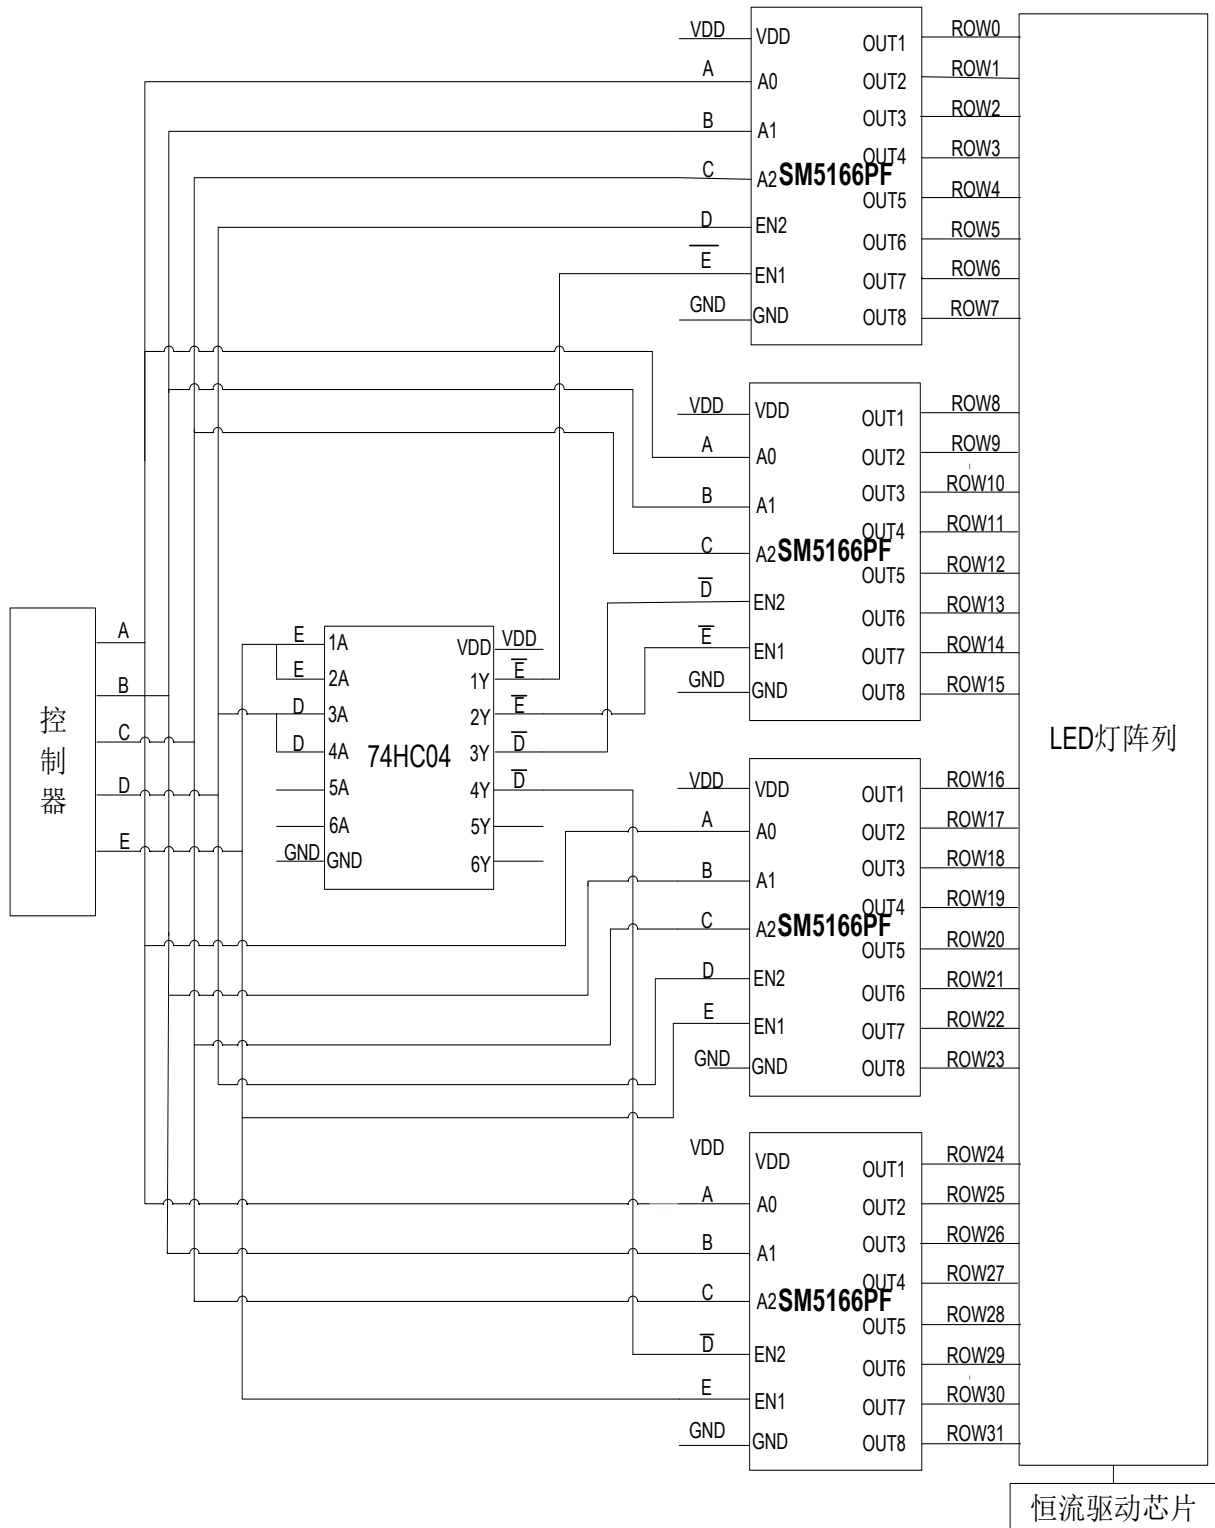 VDD
VDD
A
A0
B
A1
C
A2
D
EN2
E
EN1
GND
GND
SM5166PF
OUT1
OUT2
OUT3
OUT4
OUT5
OUT6
OUT7
OUT8
ROW0
ROW1
ROW2
ROW3
ROW4
ROW5
ROW6
ROW7
VDD
VDD
A
A0
B
A1
C
A2
D
EN2
E
EN1
GND
GND
SM5166PF
OUT1
OUT2
OUT3
OUT4
OUT5
OUT6
OUT7
OUT8
ROW8
ROW9
ROW10
ROW11
ROW12
ROW13
ROW14
ROW15
控制器
A
B
C
D
E
E
1A
E
2A
D
3A
D
4A
5A
6A
GND
GND
74HC04
VDD
VDD
1Y
E
2Y
E
3Y
D
4Y
D
5Y
6Y
LED灯阵列
VDD
VDD
A
A0
B
A1
C
A2
D
EN2
E
EN1
GND
GND
SM5166PF
OUT1
OUT2
OUT3
OUT4
OUT5
OUT6
OUT7
OUT8
ROW16
ROW17
ROW18
ROW19
ROW20
ROW21
ROW22
ROW23
VDD
VDD
A
A0
B
A1
C
A2
D
EN2
E
EN1
GND
GND
SM5166PF
OUT1
OUT2
OUT3
OUT4
OUT5
OUT6
OUT7
OUT8
ROW24
ROW25
ROW26
ROW27
ROW28
ROW29
ROW30
ROW31
恒流驱动芯片